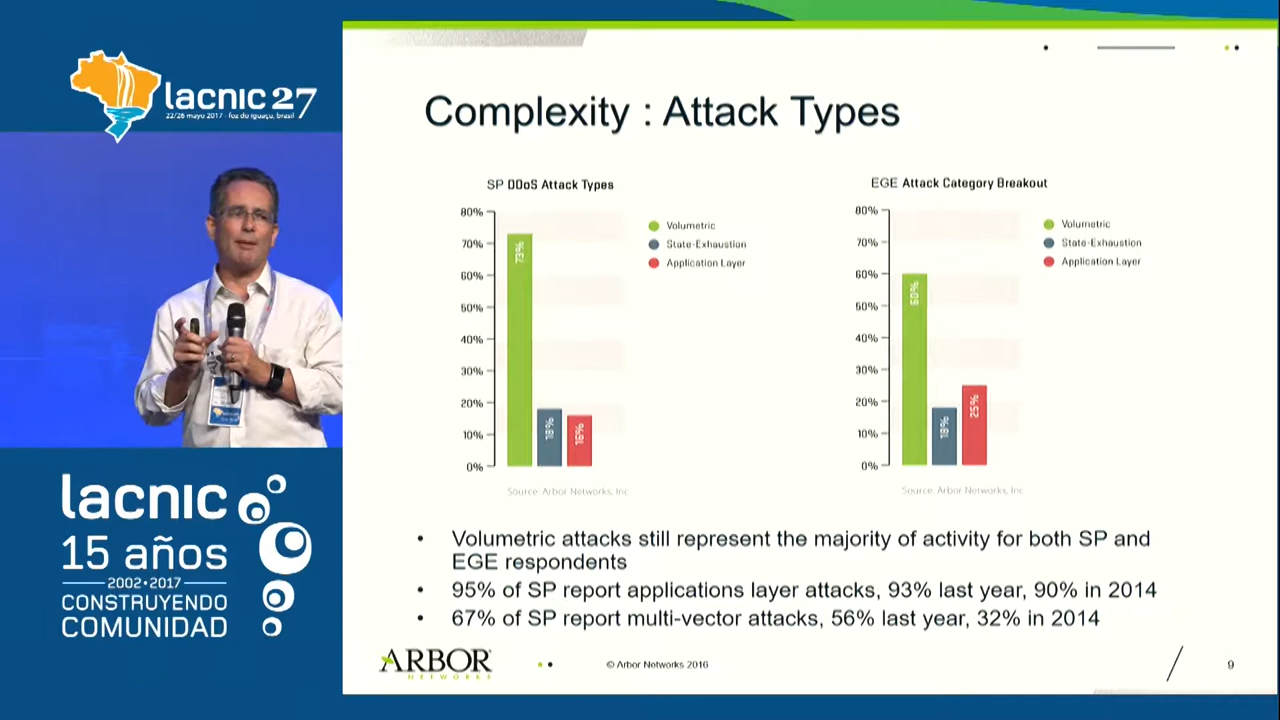 lacnic 27
22/26 mayo 2017 - foz do iguaçu, brasil
lacnic
15 años
2002•2017
CONSTRUYENDO
COMUNIDAD
Complexity : Attack Types
SP DDoS Attack Types
80%
70%
60%
50%
40%
30%
20%
10%
0%
73%
18%
16%
Volumetric
State-Exhaustion
Application Layer
Source: Arbor Networks, Inc
EGE Attack Category Breakout
80%
70%
60%
50%
40%
30%
20%
10%
0%
60%
18%
25%
Volumetric
State-Exhaustion
Application Layer
Source: Arbor Networks, Inc
• Volumetric attacks still represent the majority of activity for both SP and
EGE respondents
• 95% of SP report applications layer attacks, 93% last year, 90% in 2014
• 67% of SP report multi-vector attacks, 56% last year, 32% in 2014
ARBOR
NETWORKS
© Arbor Networks 2016
9